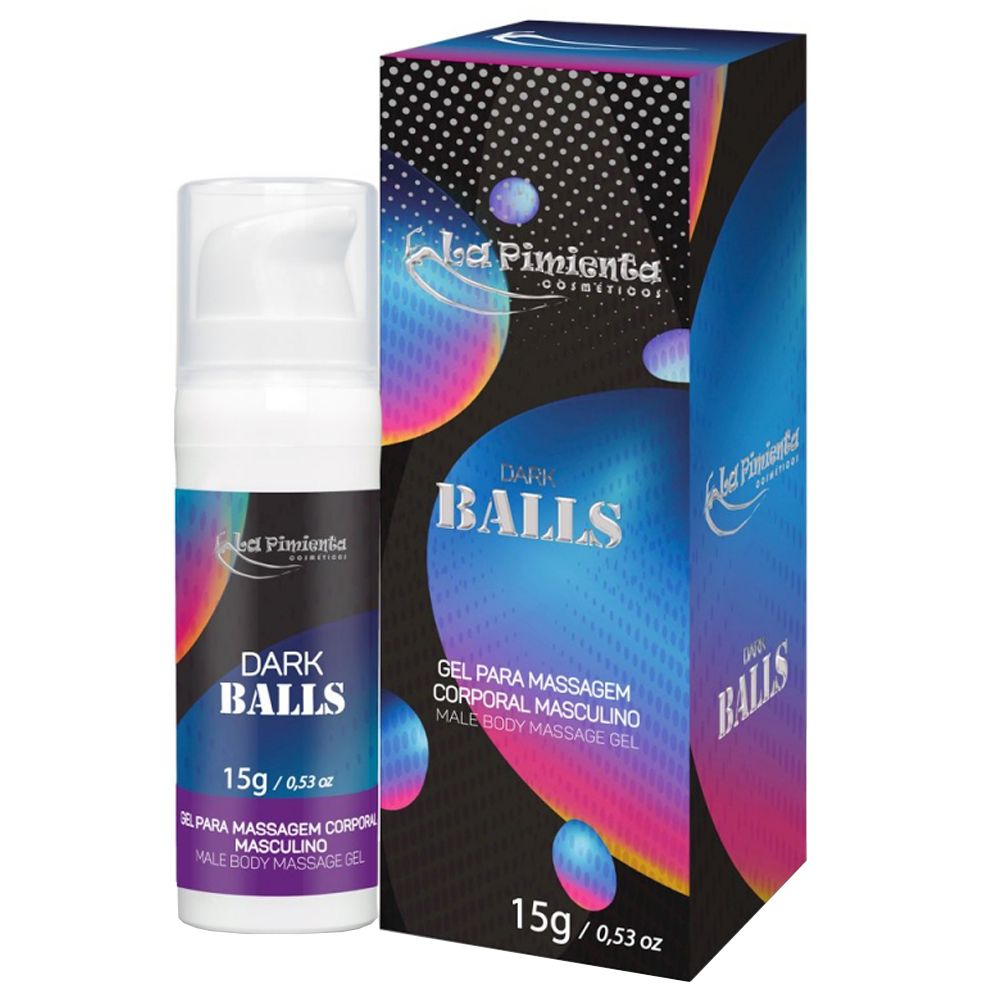 La Pimienta
COSMÉTICOS
DARK
BALLS
GEL PARA MASSAGEM
CORPORAL MASCULINO
MALE BODY MASSAGE GEL
15g / 0,53 oz
La Pimienta
COSMÉTICOS
DARK
BALLS
La Pimienta
COSMÉTICOS
DARK
BALLS
15g / 0,53 oz
GEL PARA MASSAGEM CORPORAL
MASCULINO
MALE BODY MASSAGE GEL